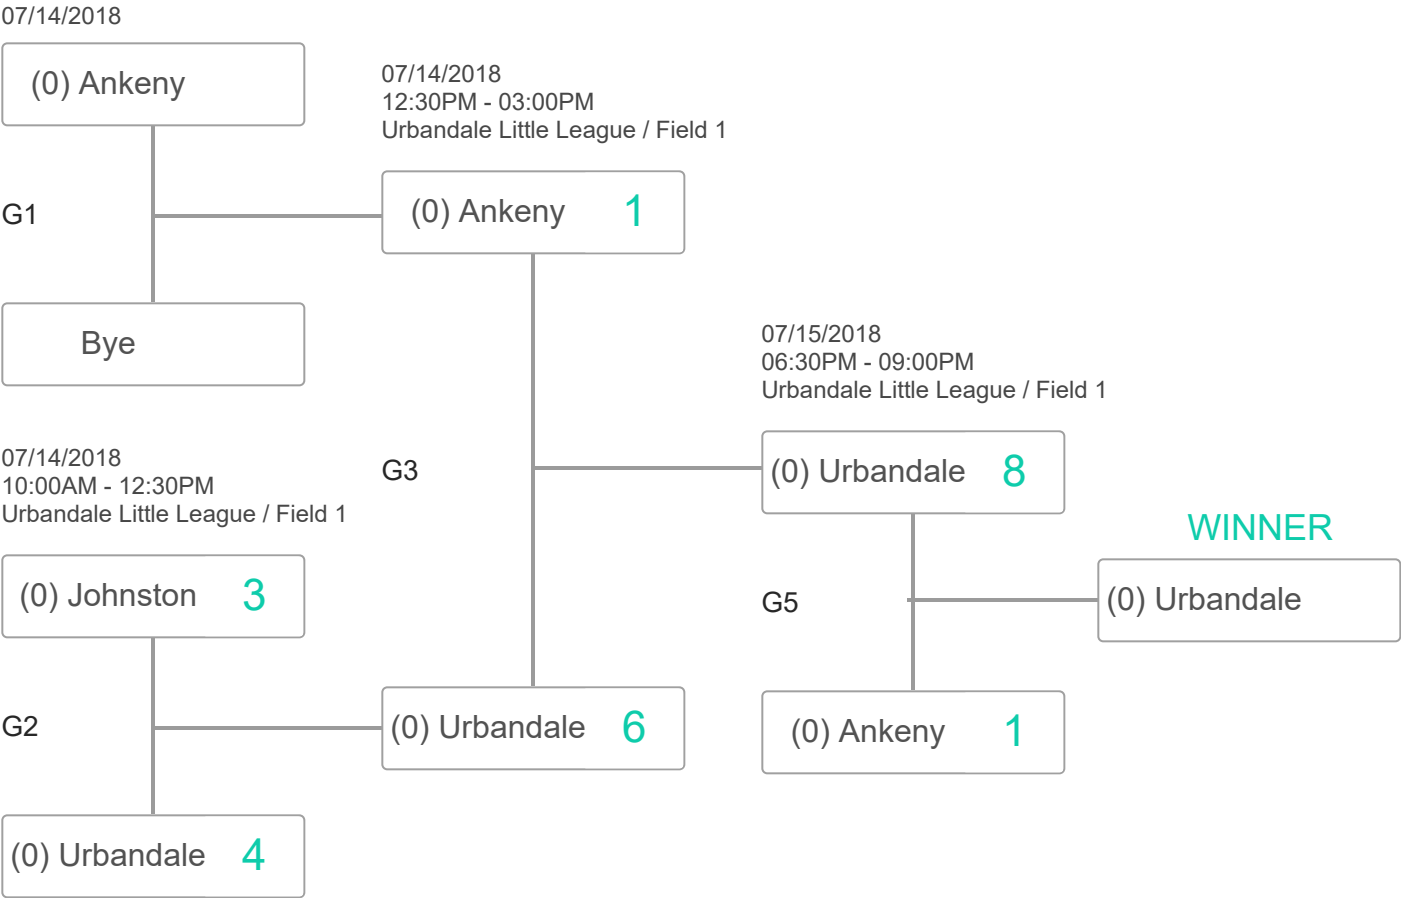 07/14/2018
(0) Ankeny
G1
Bye
07/14/2018
10:00AM - 12:30PM
Urbandale Little League / Field 1
(0) Johnston 3
G2
(0) Urbandale 4
07/14/2018
12:30PM - 03:00PM
Urbandale Little League / Field 1
(0) Ankeny 1
G3
(0) Urbandale 6
07/15/2018
06:30PM - 09:00PM
Urbandale Little League / Field 1
(0) Urbandale 8
G5
(0) Ankeny 1
WINNER
(0) Urbandale